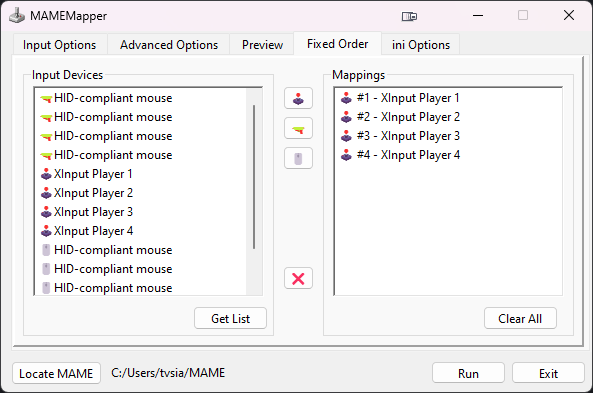 MAMEMapper
Input Options
Advanced Options
Preview
Fixed Order
ini Options
Input Devices
HID-compliant mouse
HID-compliant mouse
HID-compliant mouse
HID-compliant mouse
XInput Player 1
XInput Player 2
XInput Player 3
XInput Player 4
HID-compliant mouse
HID-compliant mouse
HID-compliant mouse
Get List
Mappings
#1 - XInput Player 1
#2 - XInput Player 2
#3 - XInput Player 3
#4 - XInput Player 4
Clear All
Locate MAME
C:/Users/tvsia/MAME
Run
Exit